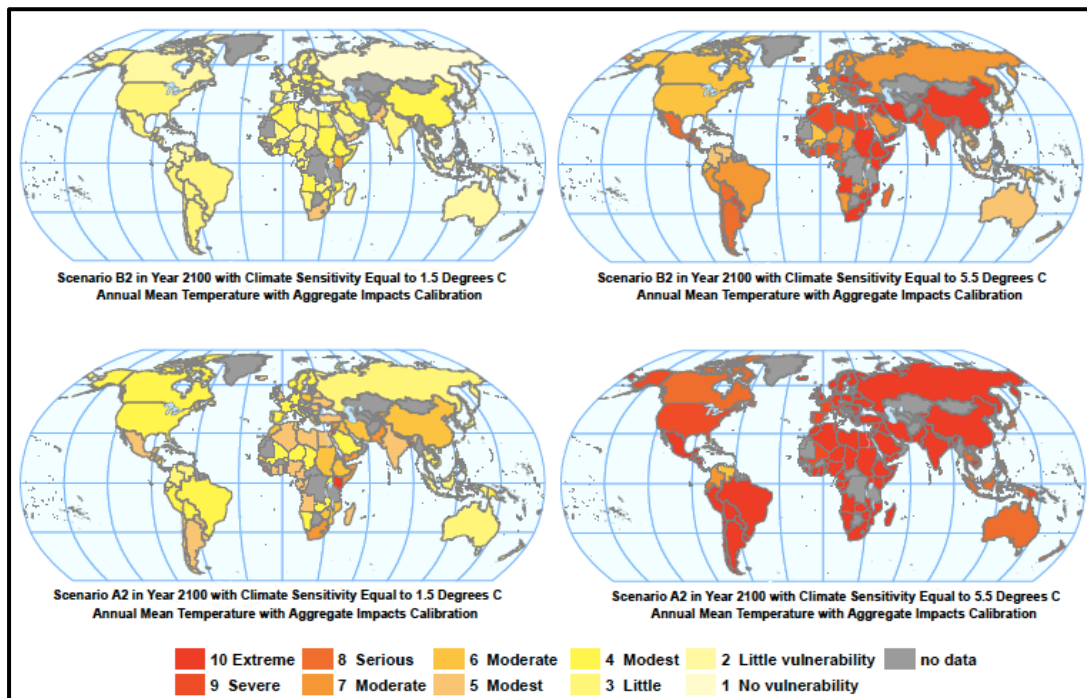 Scenario B2 in Year 2100 with Climate Sensitivity Equal to 1.5 Degrees C
Annual Mean Temperature with Aggregate Impacts Calibration
Scenario B2 in Year 2100 with Climate Sensitivity Equal to 5.5 Degrees C
Annual Mean Temperature with Aggregate Impacts Calibration
Scenario A2 in Year 2100 with Climate Sensitivity Equal to 1.5 Degrees C
Annual Mean Temperature with Aggregate Impacts Calibration
Scenario A2 in Year 2100 with Climate Sensitivity Equal to 5.5 Degrees C
Annual Mean Temperature with Aggregate Impacts Calibration
10 Extreme 8 Serious 6 Moderate 4 Modest 2 Little vulnerability no data
9 Severe 7 Moderate 5 Modest 3 Little 1 No vulnerability